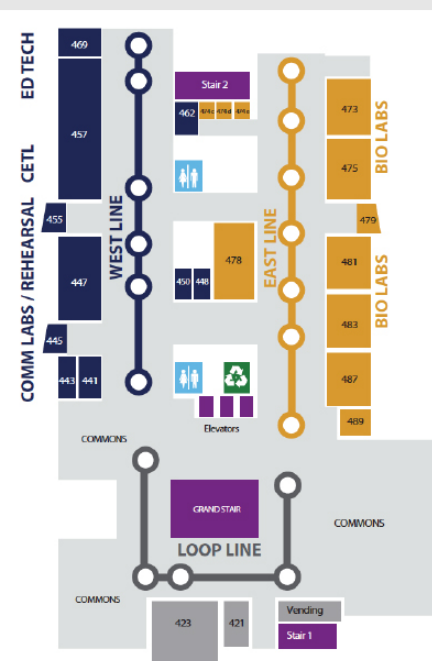 ED TECH
CETL
COMM LABS / REHEARSAL
469
457
455
447
445
443
441
WEST LINE
Stair 2
462
450
448
478
Elevators
EAST LINE
473
475
479
481
483
487
489
BIO LABS
BIO LABS
COMMONS
GRAND STAIR
LOOP LINE
COMMONS
COMMONS
423
421
Vending
Stair 1